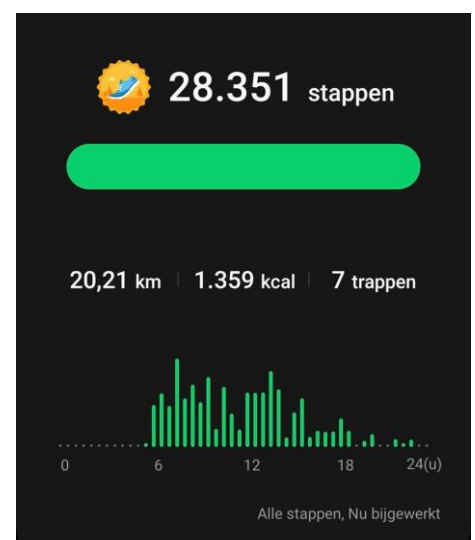 28.351 stappen
20,21 km 1.359 kcal 7 trappen
0 6 12 18 24(u)
Alle stappen, Nu bijgewerkt